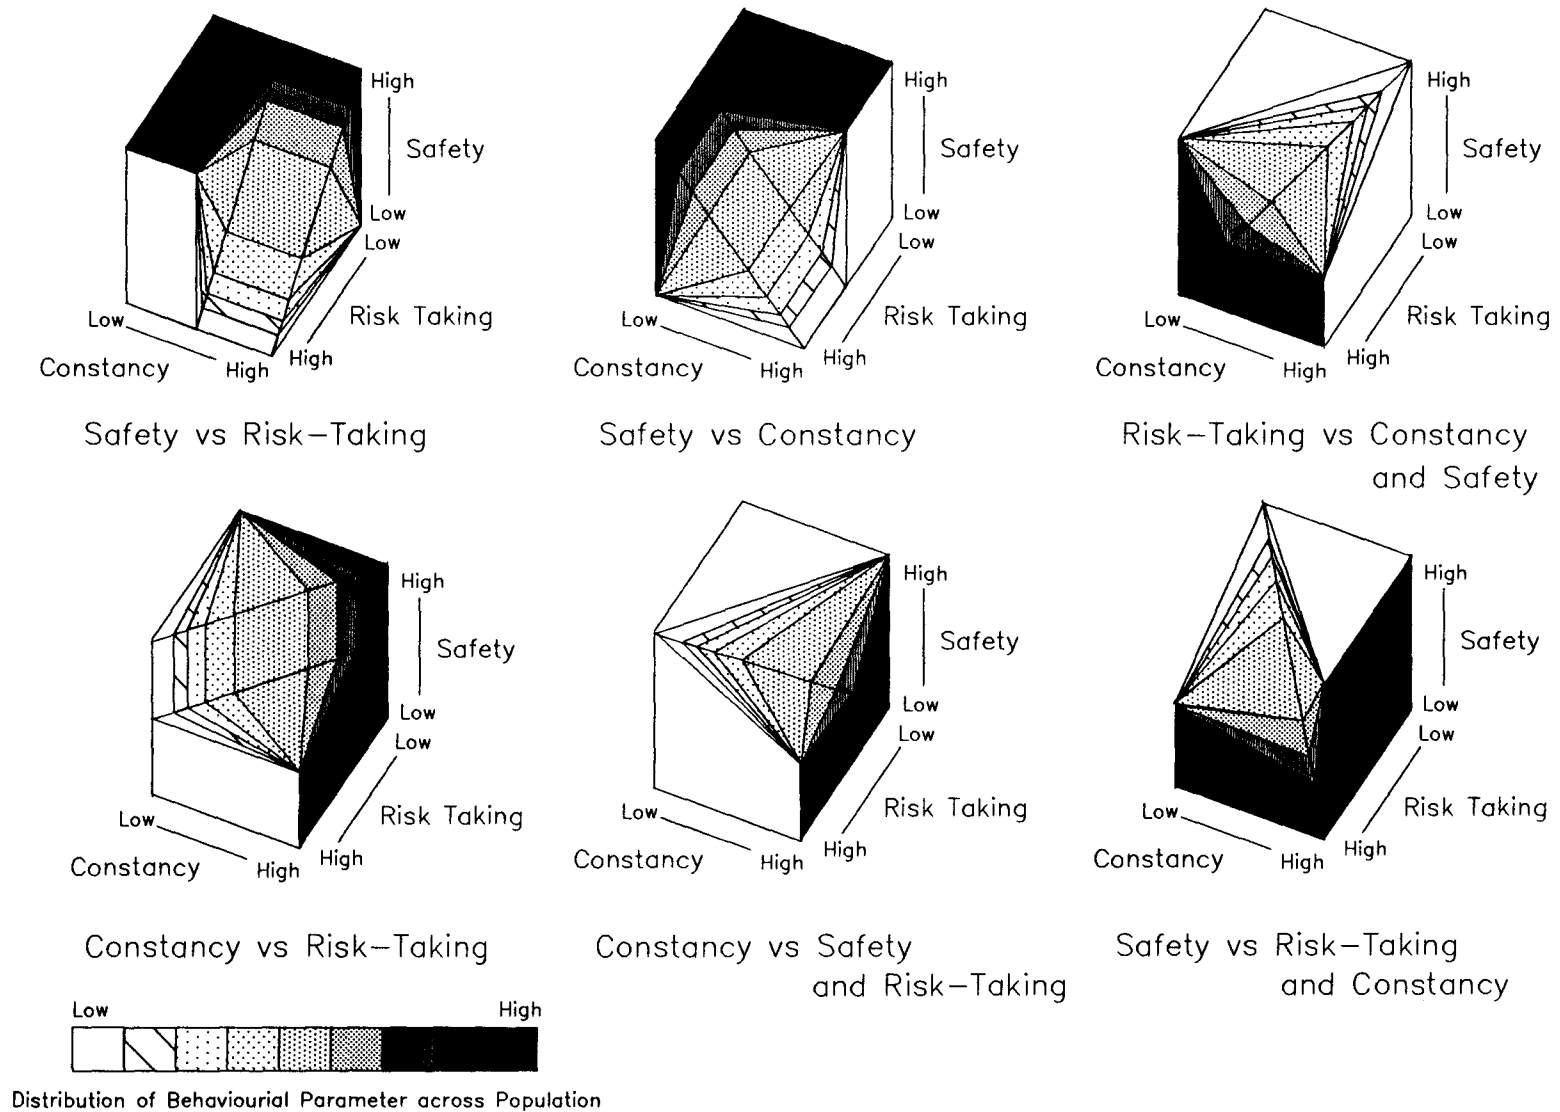 High
Safety
Low
Low
Risk Taking
High
Low
Constancy
High
Safety vs Risk-Taking
High
Safety
Low
Low
Risk Taking
High
Low
Constancy
High
Safety vs Constancy
High
Safety
Low
Low
Risk Taking
High
Low
Constancy
High
Risk-Taking vs Constancy
and Safety
High
Safety
Low
Low
Risk Taking
High
Low
Constancy
High
Constancy vs Risk-Taking
High
Safety
Low
Low
Risk Taking
High
Low
Constancy
High
Constancy vs Safety
and Risk-Taking
High
Safety
Low
Low
Risk Taking
High
Low
Constancy
High
Safety vs Risk-Taking
and Constancy
Low
High
Distribution of Behaviourial Parameter across Population